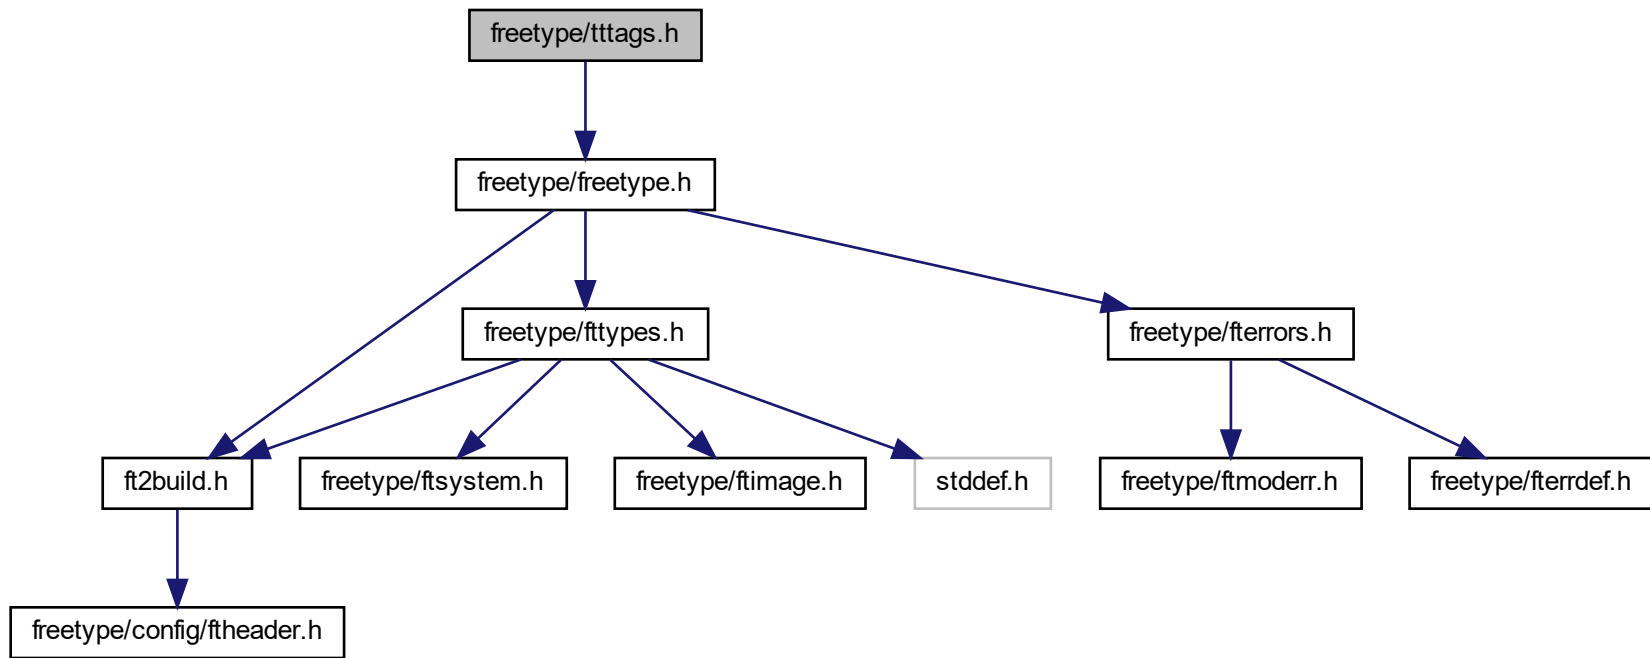 freetype/tttags.h
freetype/freetype.h
freetype/fttypes.h
freetype/fterrors.h
ft2build.h
freetype/ftsystem.h
freetype/ftimage.h
stddef.h
freetype/ftmoderr.h
freetype/fterrdef.h
freetype/config/ftheader.h